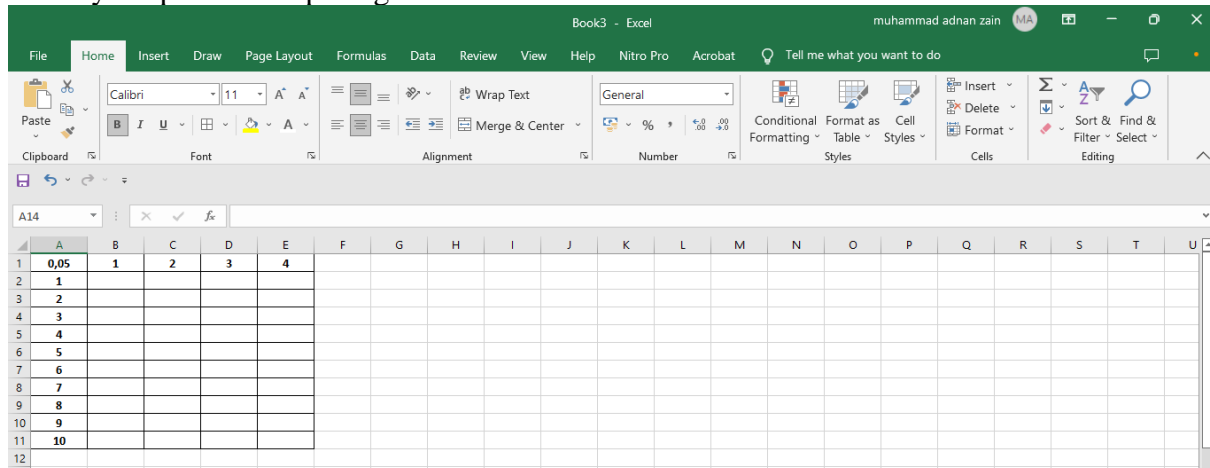 Book3 - Excel
muhammad adnan zain MA
File Home Insert Draw Page Layout Formulas Data Review View Help Nitro Pro Acrobat Tell me what you want to do
Paste
Clipboard
Calibri 11 A A
B I U A
Font
ab Wrap Text
Merge & Center
Alignment
General
% , ,00 ,0
Number
Conditional Formatting
Format as Table
Cell Styles
Styles
Insert
Delete
Format
Cells
Σ
Sort & Filter
Find & Select
Editing
A14 fx
A B C D E F G H I J K L M N O P Q R S T U
1 0,05 1 2 3 4
2 1
3 2
4 3
5 4
6 5
7 6
8 7
9 8
10 9
11 10
12